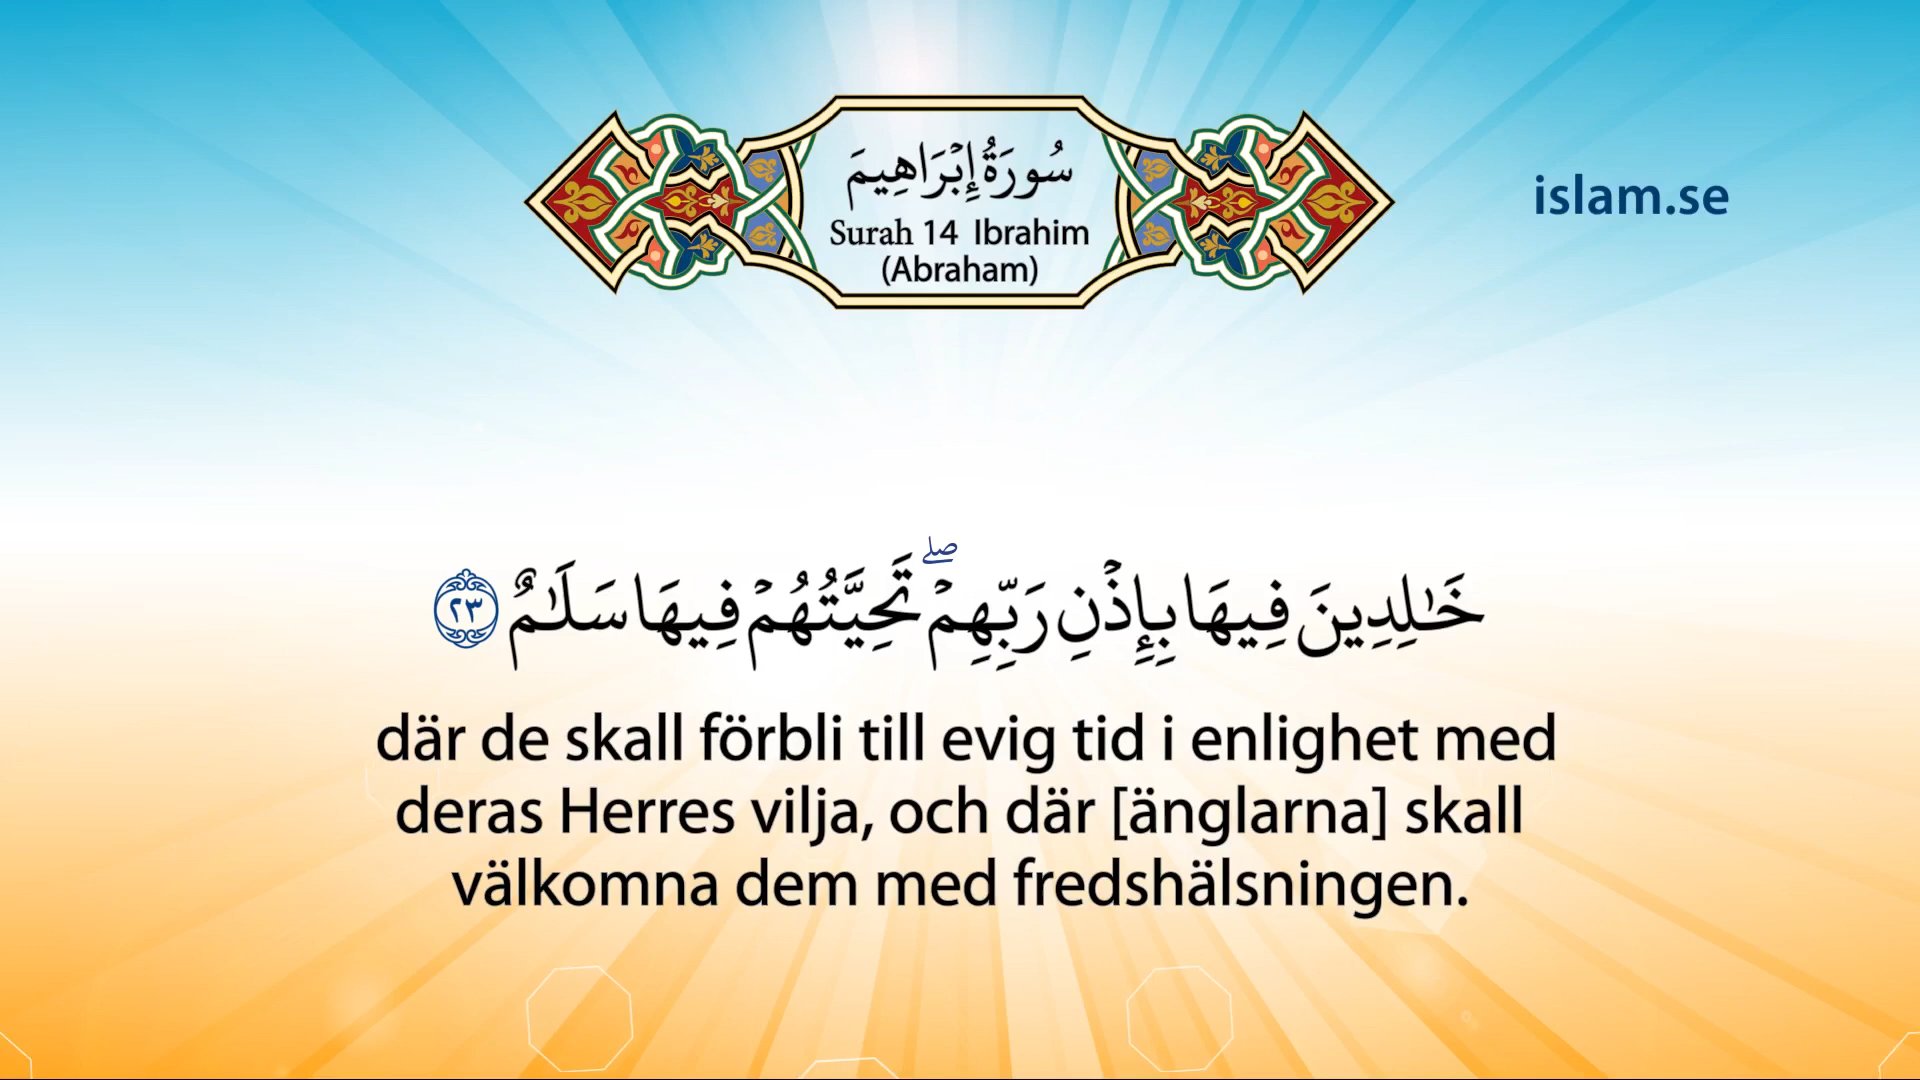 سُورَةُ إِبْرَاهِيمَ
Surah 14 Ibrahim
(Abraham)
islam.se
خَـٰلِدِينَ فِيهَا بِإِذْنِ رَبِّهِمْ ۖ تَحِيَّتُهُمْ فِيهَا سَلَـٰمٌ ٢٣
där de skall förbli till evig tid i enlighet med
deras Herres vilja, och där [änglarna] skall
välkomna dem med fredshälsningen.